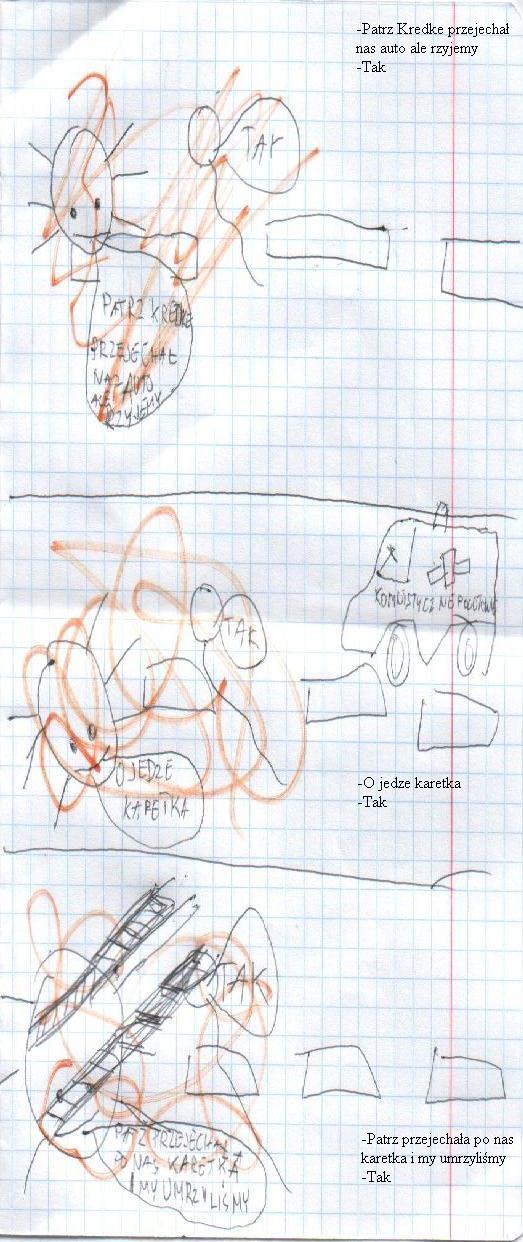 -Patrz Kredke przejechał
nas auto ale rzyjemy
-Tak
TAK
PATRZ KREDKE
PRZEJECHAŁ
NAS AUTO
ALE
RZYJEMY
KOMUNISTYCZNE POGOTOWIE
TAK
O JEDZE
KARETKA
-O jedze karetka
-Tak
TAK
PATRZ PRZEJECHAŁA
PO NAS KARETKA
I MY UMRZYLIŚMY
-Patrz przejechała po nas
karetka i my umrzyliśmy
-Tak